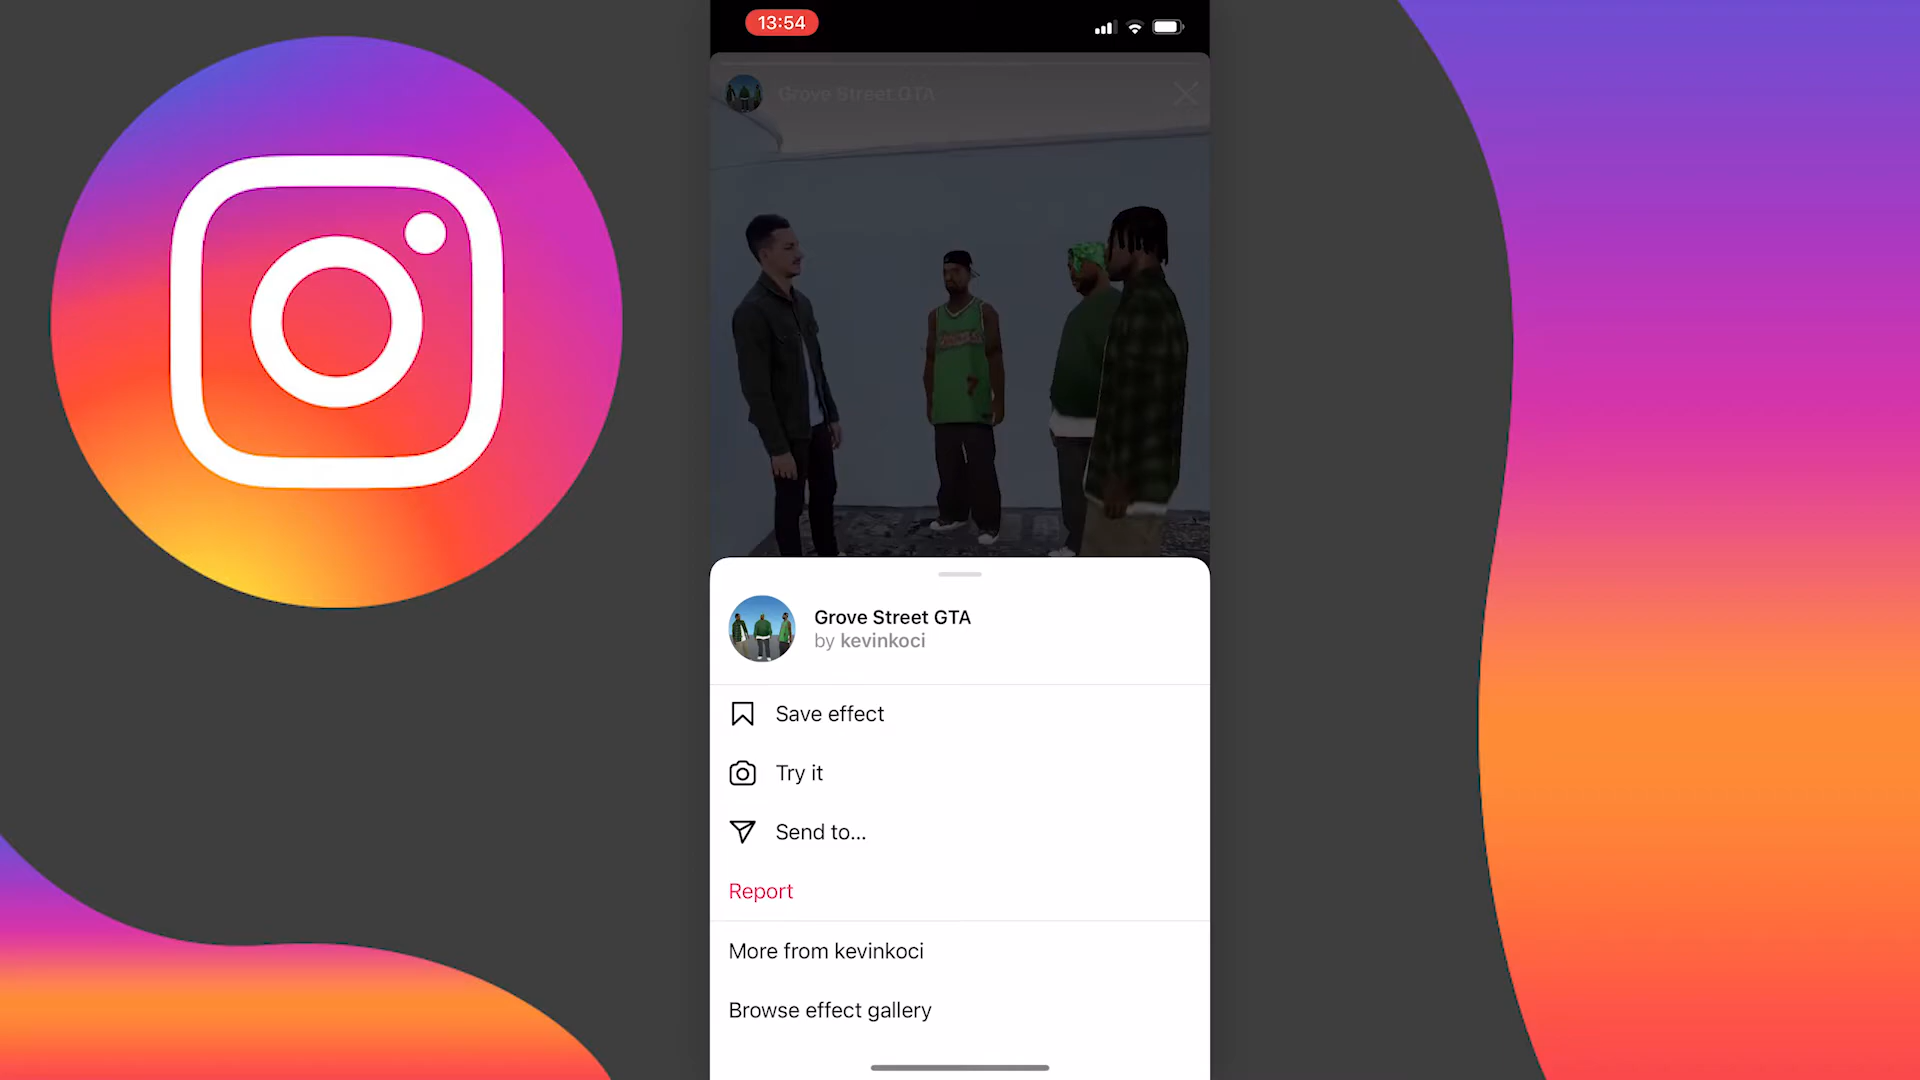 13:54
Grove Street GTA
Grove Street GTA
by kevinkoci
Save effect
Try it
Send to...
Report
More from kevinkoci
Browse effect gallery